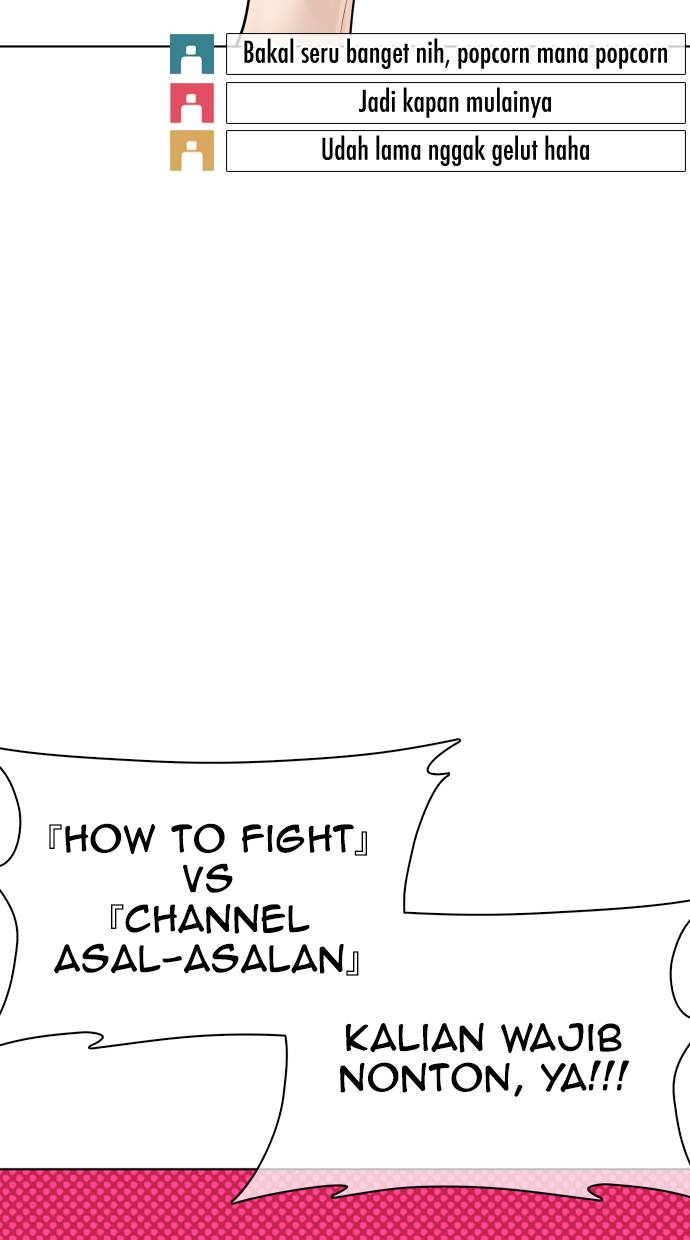 Bakal seru banget nih, popcorn mana popcorn
Jadi kapan mulainya
Udah lama nggak gelut haha
『HOW TO FIGHT』
VS
『CHANNEL
ASAL-ASALAN』
KALIAN WAJIB
NONTON, YA!!!